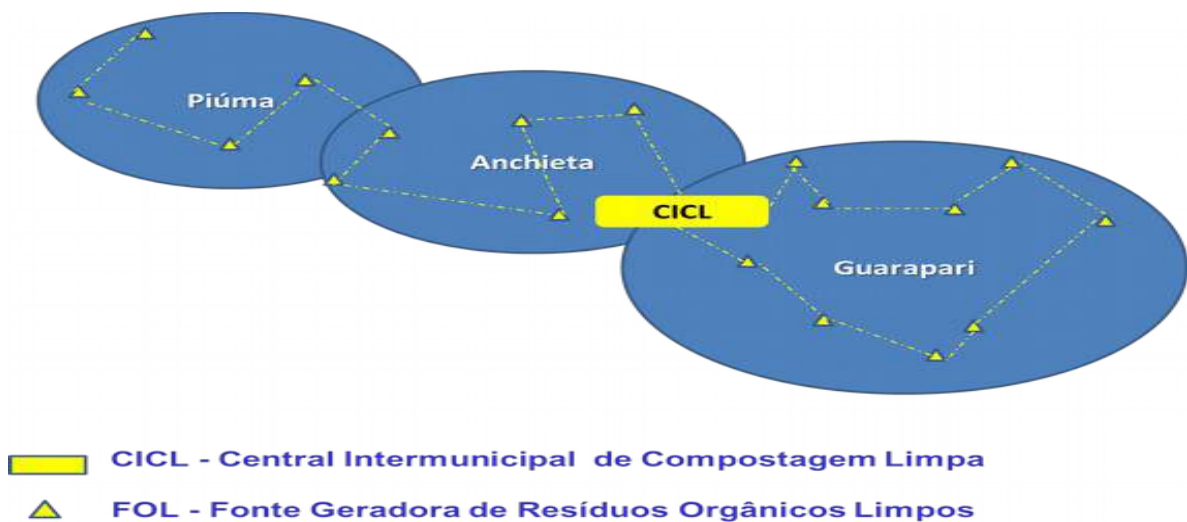 Piúma
Anchieta
CICL
Guarapari
CICL - Central Intermunicipal de Compostagem Limpa
FOL - Fonte Geradora de Resíduos Orgânicos Limpos